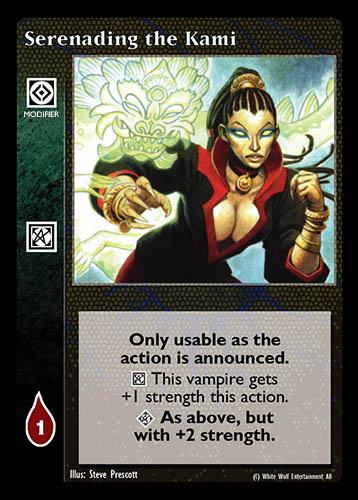 Serenading the Kami
MODIFIER
Only usable as the
action is announced.
This vampire gets
+1 strength this action.
As above, but
with +2 strength.
1
Illus: Steve Prescott
(C) White Wolf Entertainment AB